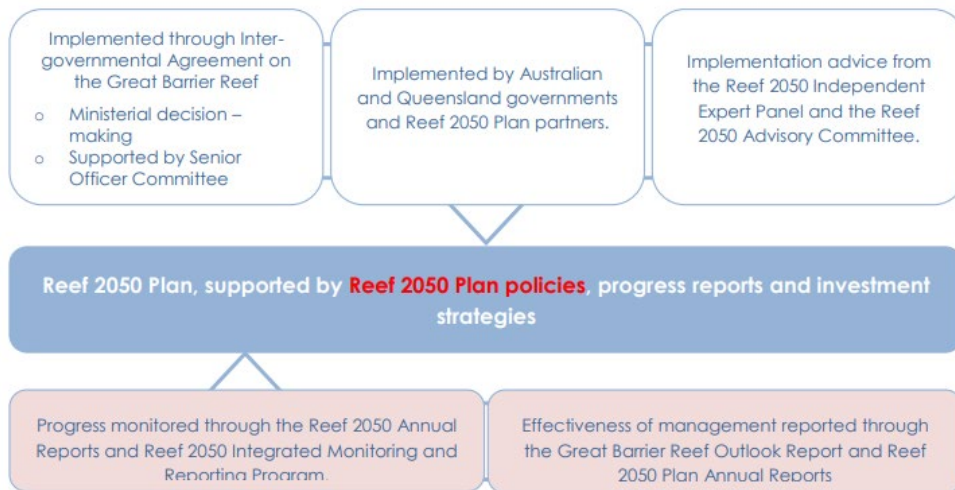 Implemented through Inter-
governmental Agreement on
the Great Barrier Reef
o Ministerial decision –
making
o Supported by Senior
Officer Committee
Implemented by Australian
and Queensland governments
and Reef 2050 Plan partners.
Implementation advice from
the Reef 2050 Independent
Expert Panel and the Reef
2050 Advisory Committee.
Reef 2050 Plan, supported by Reef 2050 Plan policies, progress reports and investment
strategies
Progress monitored through the Reef 2050 Annual
Reports and Reef 2050 Integrated Monitoring and
Reporting Program.
Effectiveness of management reported through
the Great Barrier Reef Outlook Report and Reef
2050 Plan Annual Reports